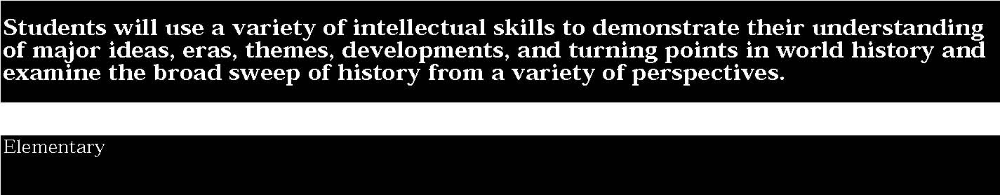 Students will use a variety of intellectual skills to demonstrate their understanding
of major ideas, eras, themes, developments, and turning points in world history and
examine the broad sweep of history from a variety of perspectives.
Elementary